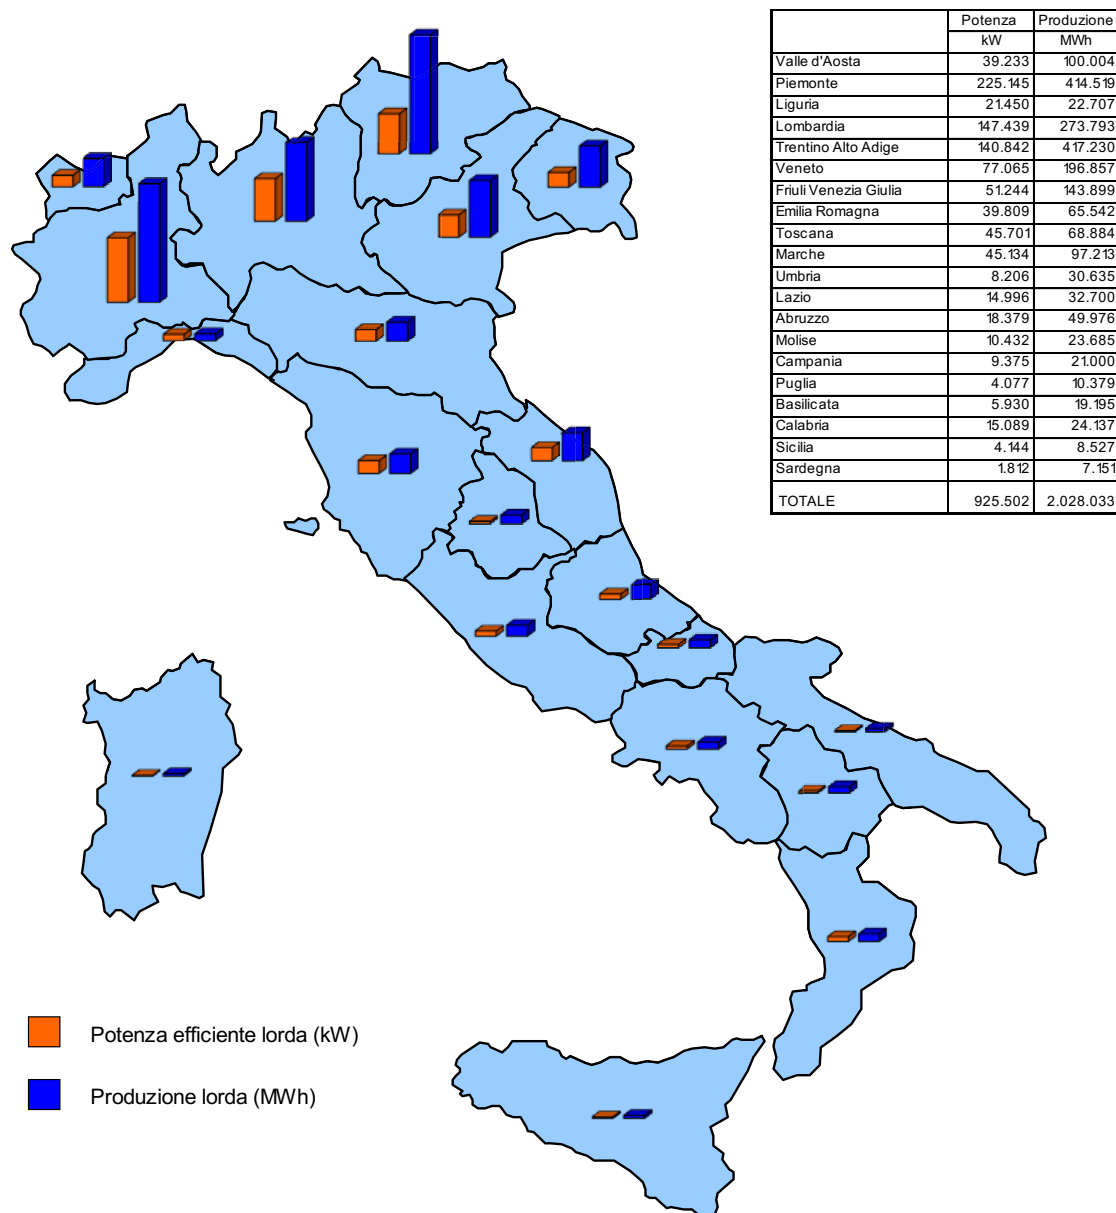 Potenza Produzione
kW MWh
Valle d'Aosta 39.233 100.004
Piemonte 225.145 414.519
Liguria 21.450 22.707
Lombardia 147.439 273.793
Trentino Alto Adige 140.842 417.230
Veneto 77.065 196.857
Friuli Venezia Giulia 51.244 143.899
Emilia Romagna 39.809 65.542
Toscana 45.701 68.884
Marche 45.134 97.213
Umbria 8.206 30.635
Lazio 14.996 32.700
Abruzzo 18.379 49.976
Molise 10.432 23.685
Campania 9.375 21.000
Puglia 4.077 10.379
Basilicata 5.930 19.195
Calabria 15.089 24.137
Sicilia 4.144 8.527
Sardegna 1.812 7.151
TOTALE 925.502 2.028.033
Potenza efficiente lorda (kW)
Produzione lorda (MWh)